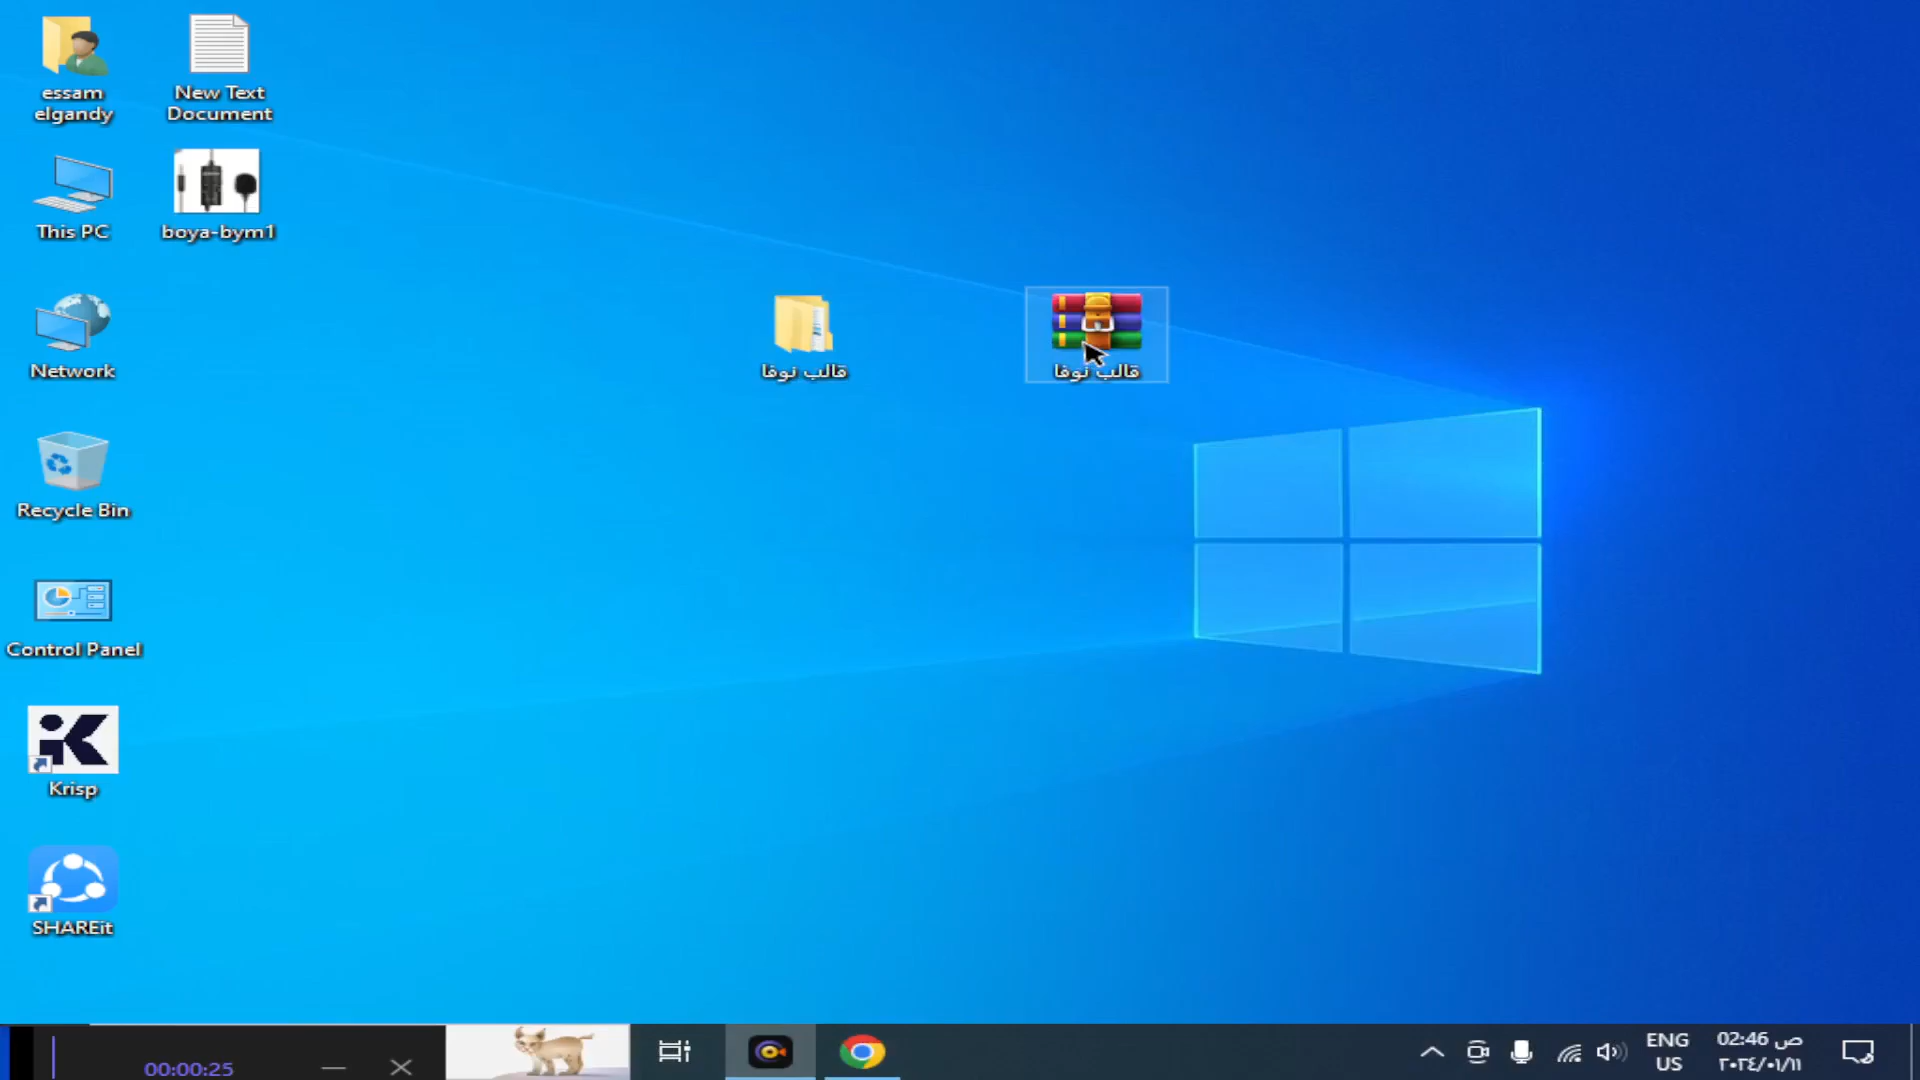 essam
elgandy
New Text
Document
This PC
boya-bym1
Network
قالب نوفا
قالب نوفا
Recycle Bin
Control Panel
Krisp
SHAREit
00:00:25
ENG
US
02:46 ص
٢٠٢٤/٠١/١١